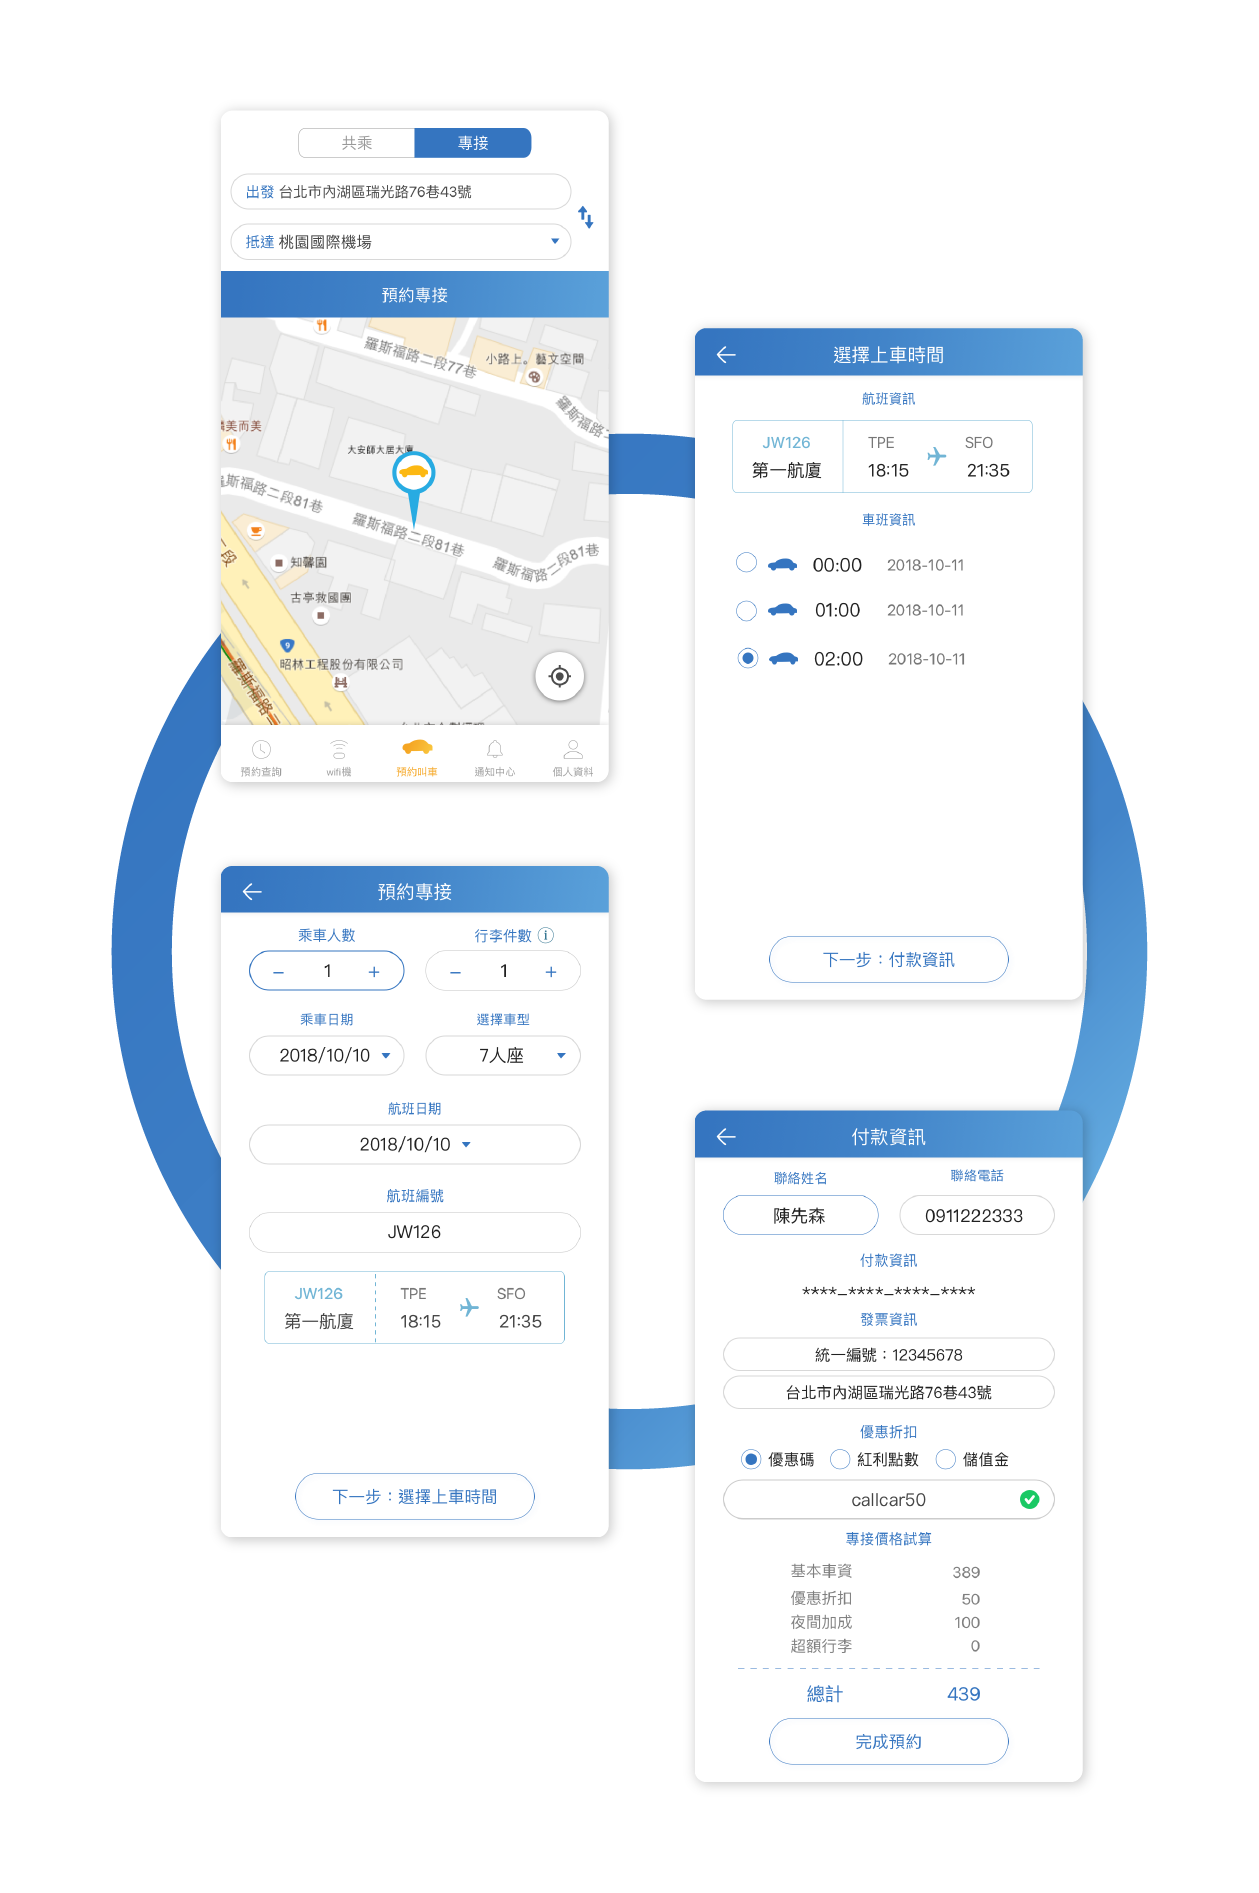 共乘 專接
出發 台北市內湖區瑞光路76巷43號
抵達 桃園國際機場
預約專接
羅斯福路二段77巷
小路上。藝文空間
美而美
大安師大居大廈
斯福路二段81巷
羅斯福路二段81巷
羅斯福路二段81巷
羅斯福路二
二段
知馨園
古亭救國團
9
昭林工程股份有限公司
羅斯福路
預約查詢 wifi機 預約叫車 通知中心 個人資料
選擇上車時間
航班資訊
JW126 TPE SFO
第一航廈 18:15 21:35
車班資訊
00:00 2018-10-11
01:00 2018-10-11
02:00 2018-10-11
下一步：付款資訊
預約專接
乘車人數 行李件數 i
– 1 + – 1 +
乘車日期 選擇車型
2018/10/10 7人座
航班日期
2018/10/10
航班編號
JW126
JW126 TPE SFO
第一航廈 18:15 21:35
下一步：選擇上車時間
付款資訊
聯絡姓名 聯絡電話
陳先森 0911222333
付款資訊
****–****–****–****
發票資訊
統一編號：12345678
台北市內湖區瑞光路76巷43號
優惠折扣
優惠碼 紅利點數 儲值金
callcar50
專接價格試算
基本車資 389
優惠折扣 50
夜間加成 100
超額行李 0
總計 439
完成預約